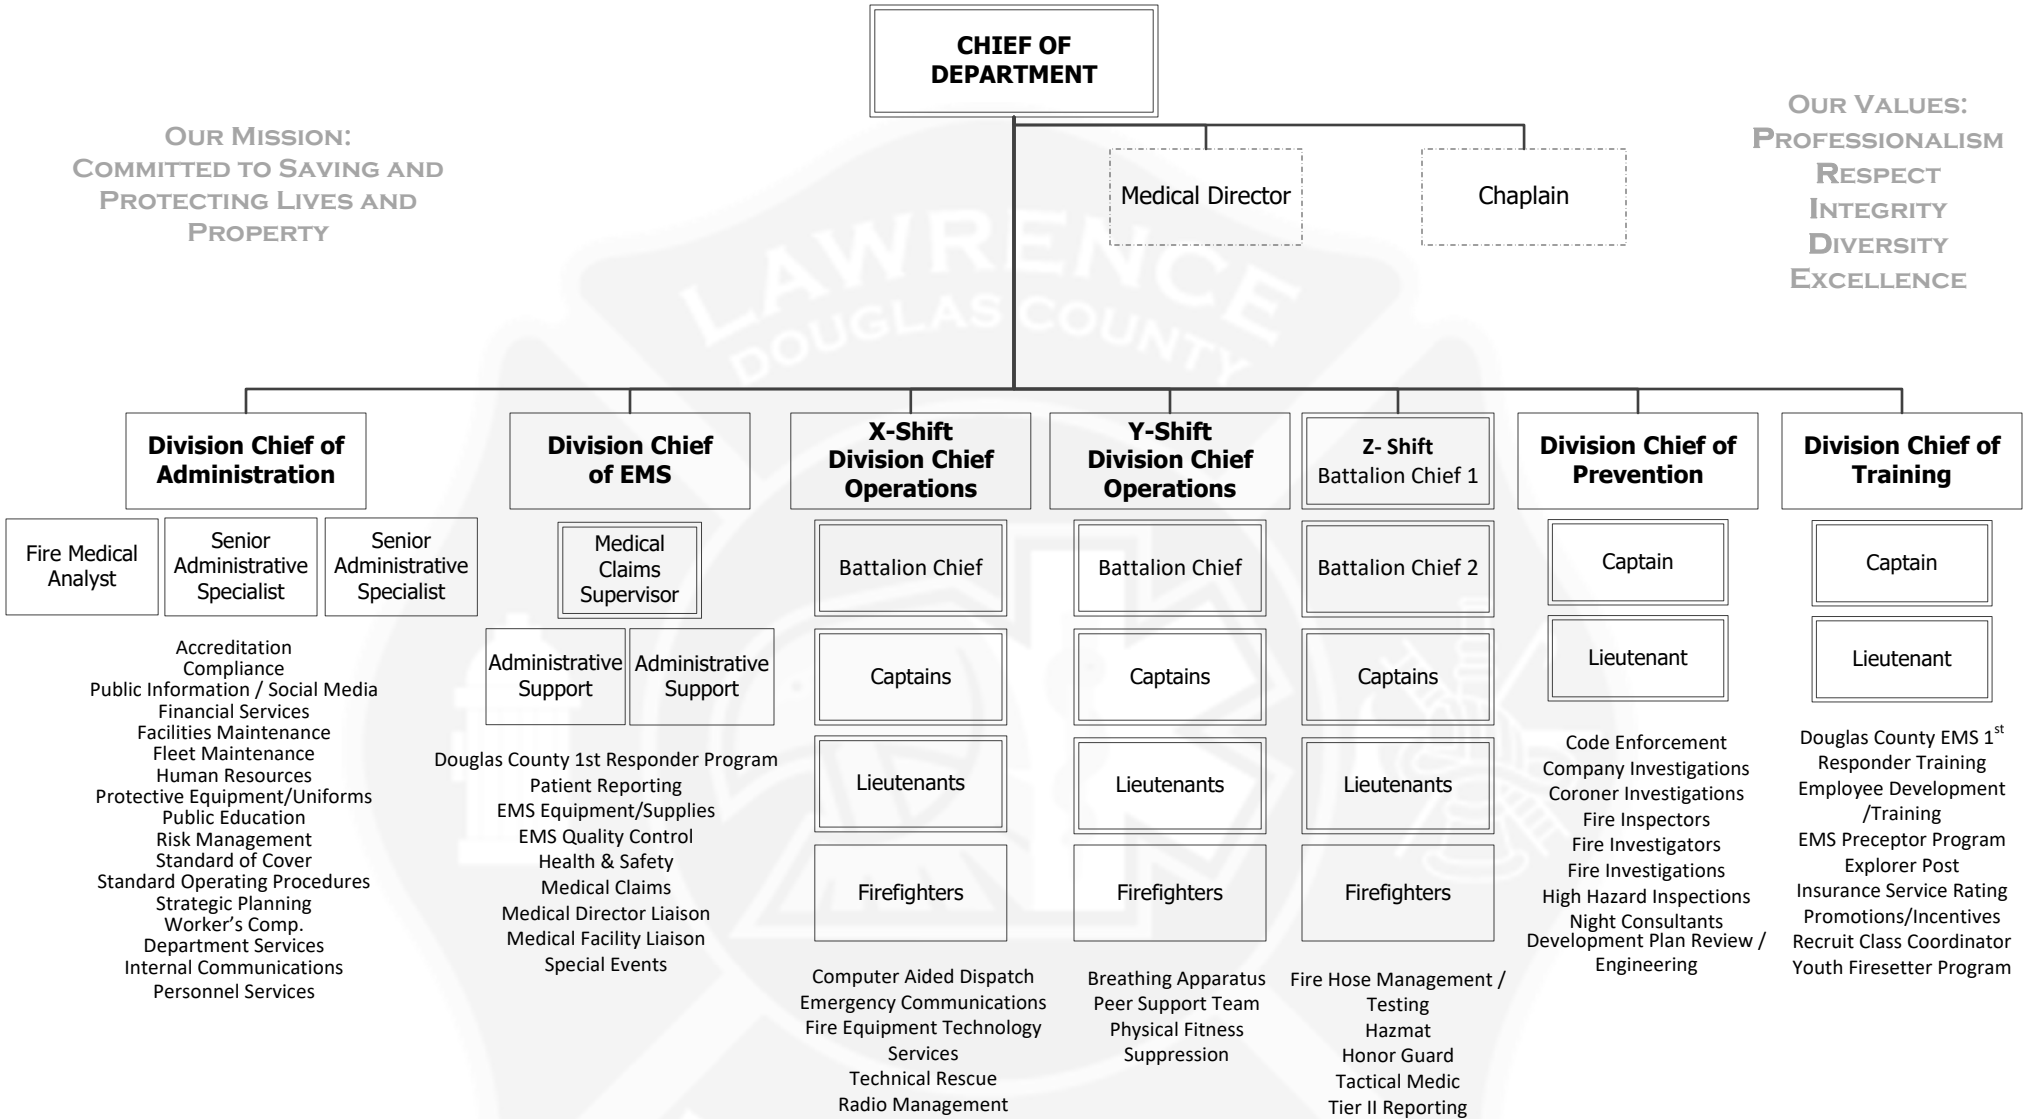 CHIEF OF
DEPARTMENT
OUR MISSION:
COMMITTED TO SAVING AND
PROTECTING LIVES AND
PROPERTY
OUR VALUES:
PROFESSIONALISM
RESPECT
INTEGRITY
DIVERSITY
EXCELLENCE
Medical Director
Chaplain
LAWRENCE
DOUGLAS COUNTY
Division Chief of
Administration
Fire Medical
Analyst
Senior
Administrative
Specialist
Senior
Administrative
Specialist
Accreditation
Compliance
Public Information / Social Media
Financial Services
Facilities Maintenance
Fleet Maintenance
Human Resources
Protective Equipment/Uniforms
Public Education
Risk Management
Standard of Cover
Standard Operating Procedures
Strategic Planning
Worker’s Comp.
Department Services
Internal Communications
Personnel Services
Division Chief
of EMS
Medical
Claims
Supervisor
Administrative
Support
Administrative
Support
Douglas County 1st Responder Program
Patient Reporting
EMS Equipment/Supplies
EMS Quality Control
Health & Safety
Medical Claims
Medical Director Liaison
Medical Facility Liaison
Special Events
X-Shift
Division Chief
Operations
Battalion Chief
Captains
Lieutenants
Firefighters
Computer Aided Dispatch
Emergency Communications
Fire Equipment Technology
Services
Technical Rescue
Radio Management
Y-Shift
Division Chief
Operations
Battalion Chief
Captains
Lieutenants
Firefighters
Breathing Apparatus
Peer Support Team
Physical Fitness
Suppression
Z- Shift
Battalion Chief 1
Battalion Chief 2
Captains
Lieutenants
Firefighters
Fire Hose Management /
Testing
Hazmat
Honor Guard
Tactical Medic
Tier II Reporting
Division Chief of
Prevention
Captain
Lieutenant
Code Enforcement
Company Investigations
Coroner Investigations
Fire Inspectors
Fire Investigators
Fire Investigations
High Hazard Inspections
Night Consultants
Development Plan Review /
Engineering
Division Chief of
Training
Captain
Lieutenant
Douglas County EMS 1st
Responder Training
Employee Development
/Training
EMS Preceptor Program
Explorer Post
Insurance Service Rating
Promotions/Incentives
Recruit Class Coordinator
Youth Firesetter Program